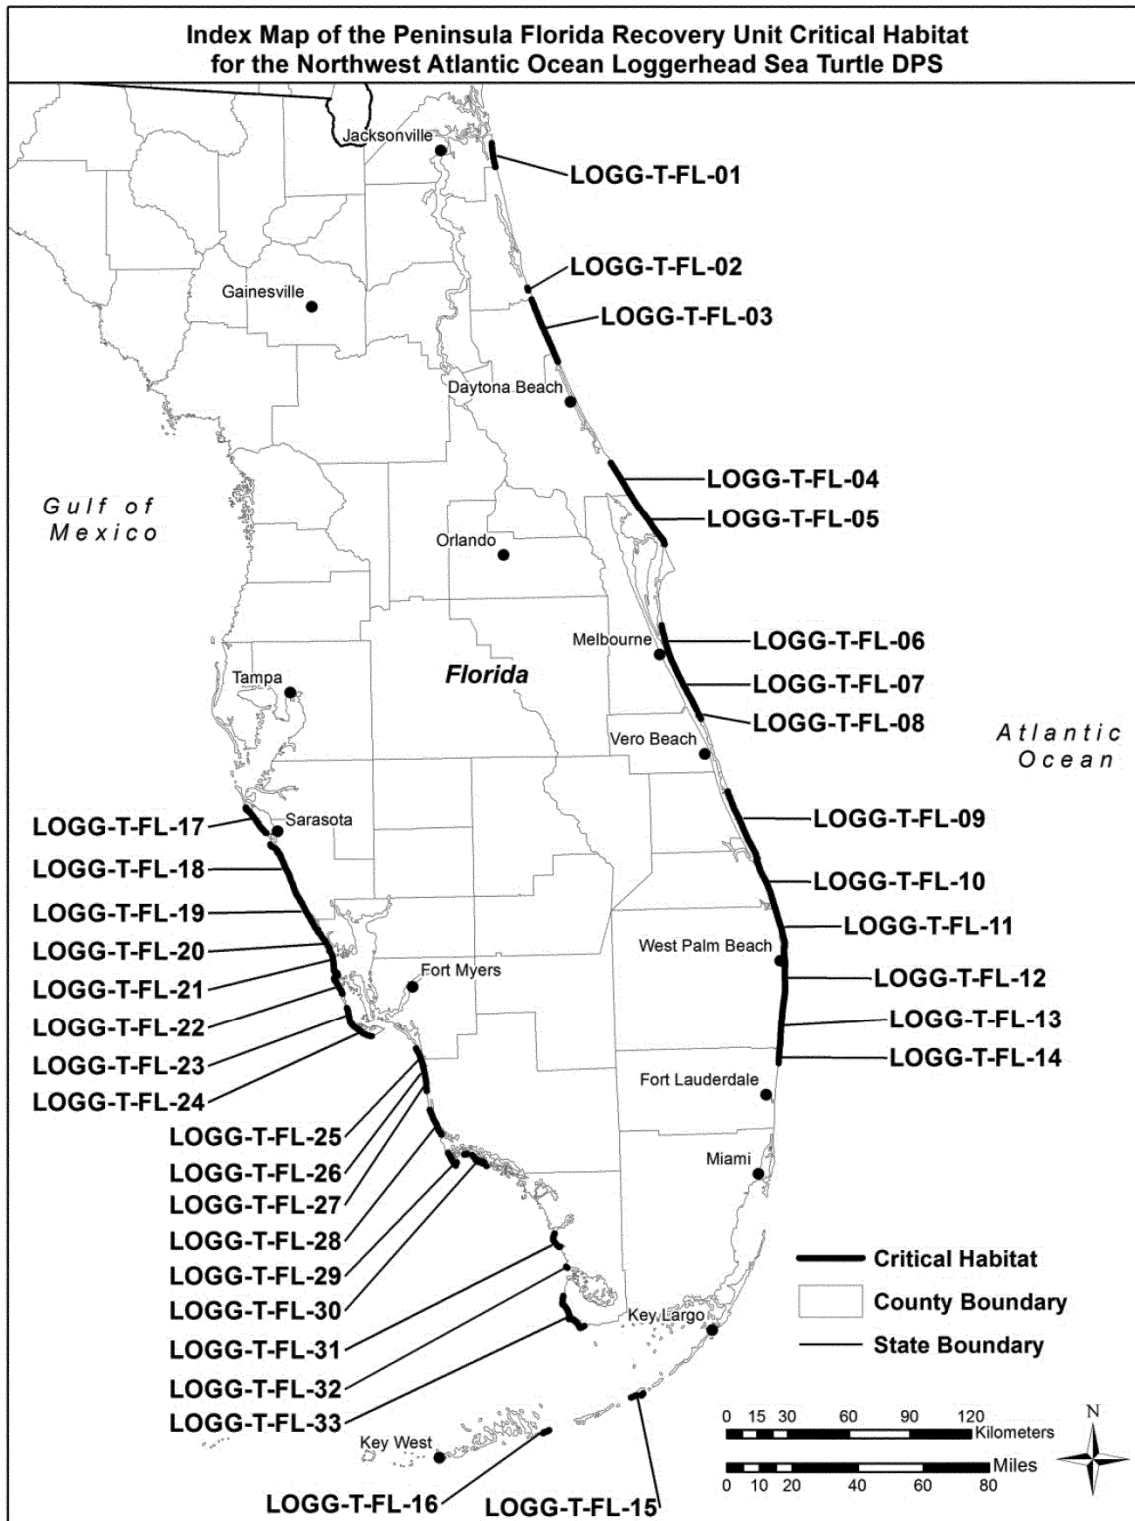 Index Map of the Peninsula Florida Recovery Unit Critical Habitat
for the Northwest Atlantic Ocean Loggerhead Sea Turtle DPS
Jacksonville
LOGG-T-FL-01
LOGG-T-FL-02
Gainesville
LOGG-T-FL-03
Daytona Beach
LOGG-T-FL-04
Gulf of
Mexico
LOGG-T-FL-05
Orlando
Melbourne
LOGG-T-FL-06
Florida
Tampa
LOGG-T-FL-07
LOGG-T-FL-08
Vero Beach
Atlantic
Ocean
LOGG-T-FL-17
Sarasota
LOGG-T-FL-09
LOGG-T-FL-18
LOGG-T-FL-10
LOGG-T-FL-19
LOGG-T-FL-11
LOGG-T-FL-20
West Palm Beach
Fort Myers
LOGG-T-FL-12
LOGG-T-FL-21
LOGG-T-FL-22
LOGG-T-FL-13
LOGG-T-FL-23
LOGG-T-FL-14
Fort Lauderdale
LOGG-T-FL-24
LOGG-T-FL-25
Miami
LOGG-T-FL-26
LOGG-T-FL-27
LOGG-T-FL-28
Critical Habitat
LOGG-T-FL-29
County Boundary
LOGG-T-FL-30
Key Largo
State Boundary
LOGG-T-FL-31
LOGG-T-FL-32
LOGG-T-FL-33
0 15 30 60 90 120
Kilometers
N
Key West
Miles
0 10 20 40 60 80
LOGG-T-FL-16
LOGG-T-FL-15